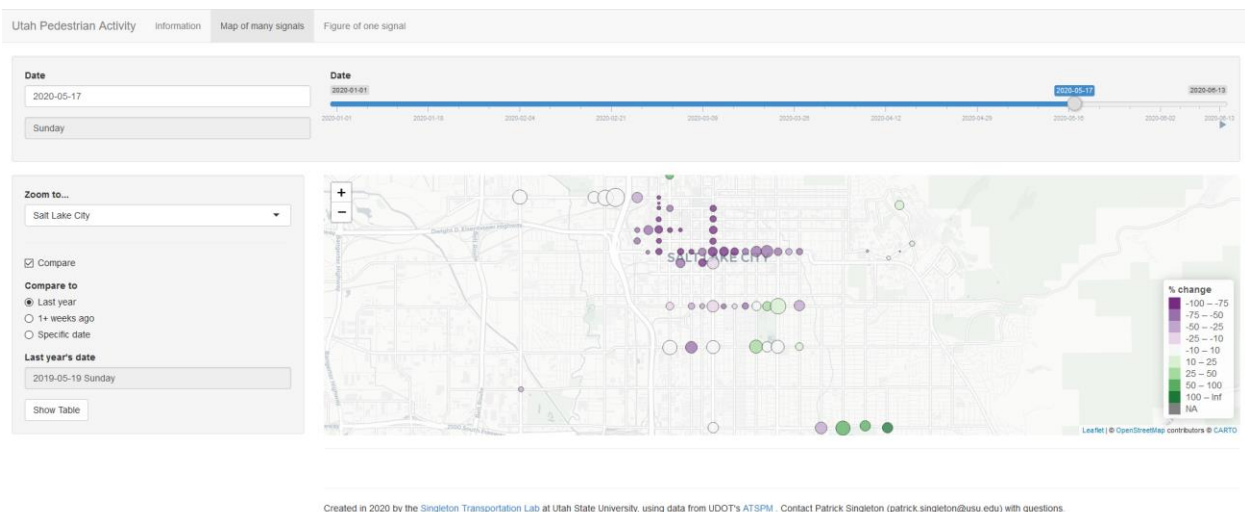 Utah Pedestrian Activity Information Map of many signals Figure of one signal
Date
2020-05-17
Sunday
Date
2020-01-01 2020-05-17 2020-06-13
2020-01-01 2020-01-18 2020-02-04 2020-02-21 2020-03-09 2020-03-26 2020-04-12 2020-04-29 2020-05-16 2020-06-02 2020-06-13
Zoom to...
Salt Lake City
Compare
Compare to
Last year
1+ weeks ago
Specific date
Last year's date
2019-05-19 Sunday
Show Table
+
−
Dwight D. Eisenhower Highway
SALT LAKE CITY
% change
-100 – -75
-75 – -50
-50 – -25
-25 – -10
-10 – 10
10 – 25
25 – 50
50 – 100
100 – Inf
NA
Leaflet | © OpenStreetMap contributors © CARTO
Created in 2020 by the Singleton Transportation Lab at Utah State University, using data from UDOT's ATSPM . Contact Patrick Singleton (patrick.singleton@usu.edu) with questions.